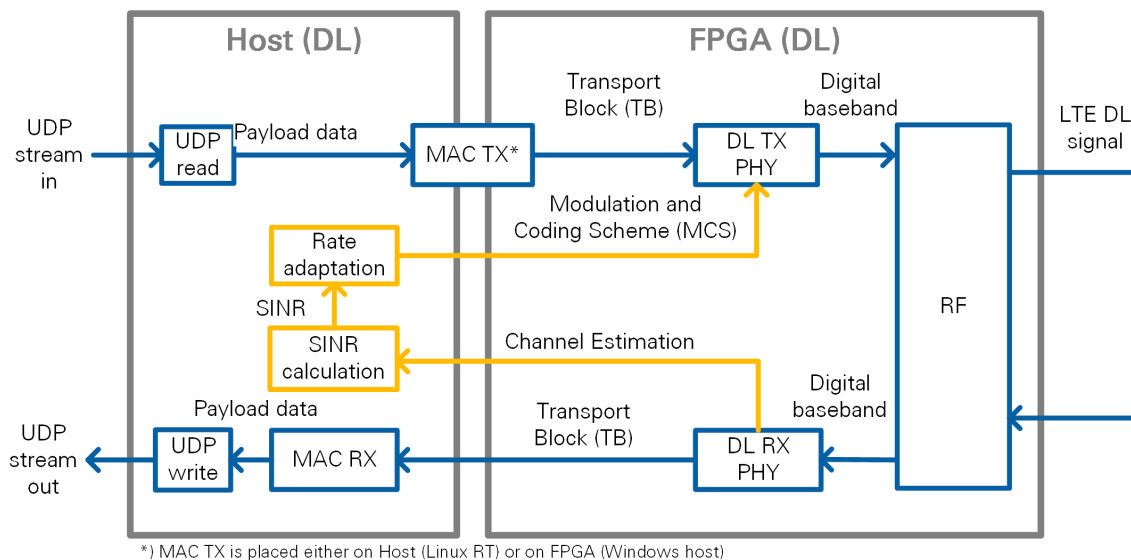 Host (DL)
FPGA (DL)
Transport
Block (TB)
Digital
baseband
UDP
stream
in
UDP
read
Payload data
MAC TX*
DL TX
PHY
LTE DL
signal
Modulation and
Coding Scheme (MCS)
Rate
adaptation
SINR
RF
SINR
calculation
Channel Estimation
Digital
baseband
Payload data
Transport
Block (TB)
UDP
stream
out
UDP
write
MAC RX
DL RX
PHY
*) MAC TX is placed either on Host (Linux RT) or on FPGA (Windows host)